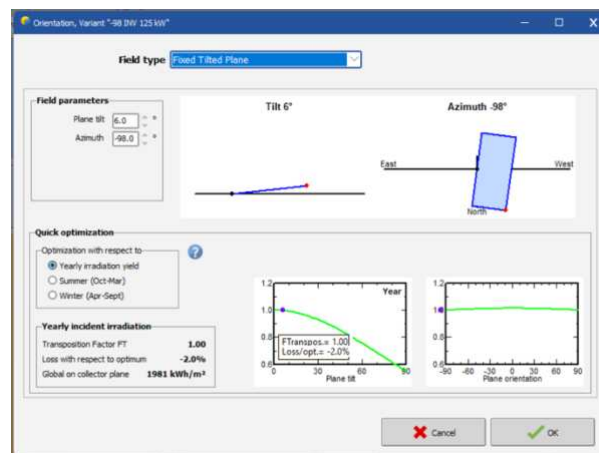 Orientation, Variant "-98 INV 125 kW"
Field type Fixed Tilted Plane
Field parameters
Plane tilt 6.0 °
Azimuth -98.0 °
Tilt 6°
Azimuth -98°
East West
North
Quick optimization
Optimization with respect to
Yearly irradiation yield
Summer (Oct-Mar)
Winter (Apr-Sept)
?
Yearly incident irradiation
Transposition Factor FT 1.00
Loss with respect to optimum -2.0%
Global on collector plane 1981 kWh/m²
Year
1.2
1.0
0.8
0.6
FTranspos.= 1.00
Loss/opt.= -2.0%
0 30 60 90
Plane tilt
1.2
1.0
0.8
0.6
-90 -60 -30 0 30 60 90
Plane orientation
Cancel OK